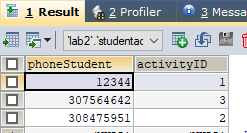 1 Result 2 Profiler 3 Messa
`lab2`.`studentac
phoneStudent activityID
12344 1
307564642 3
308475951 2